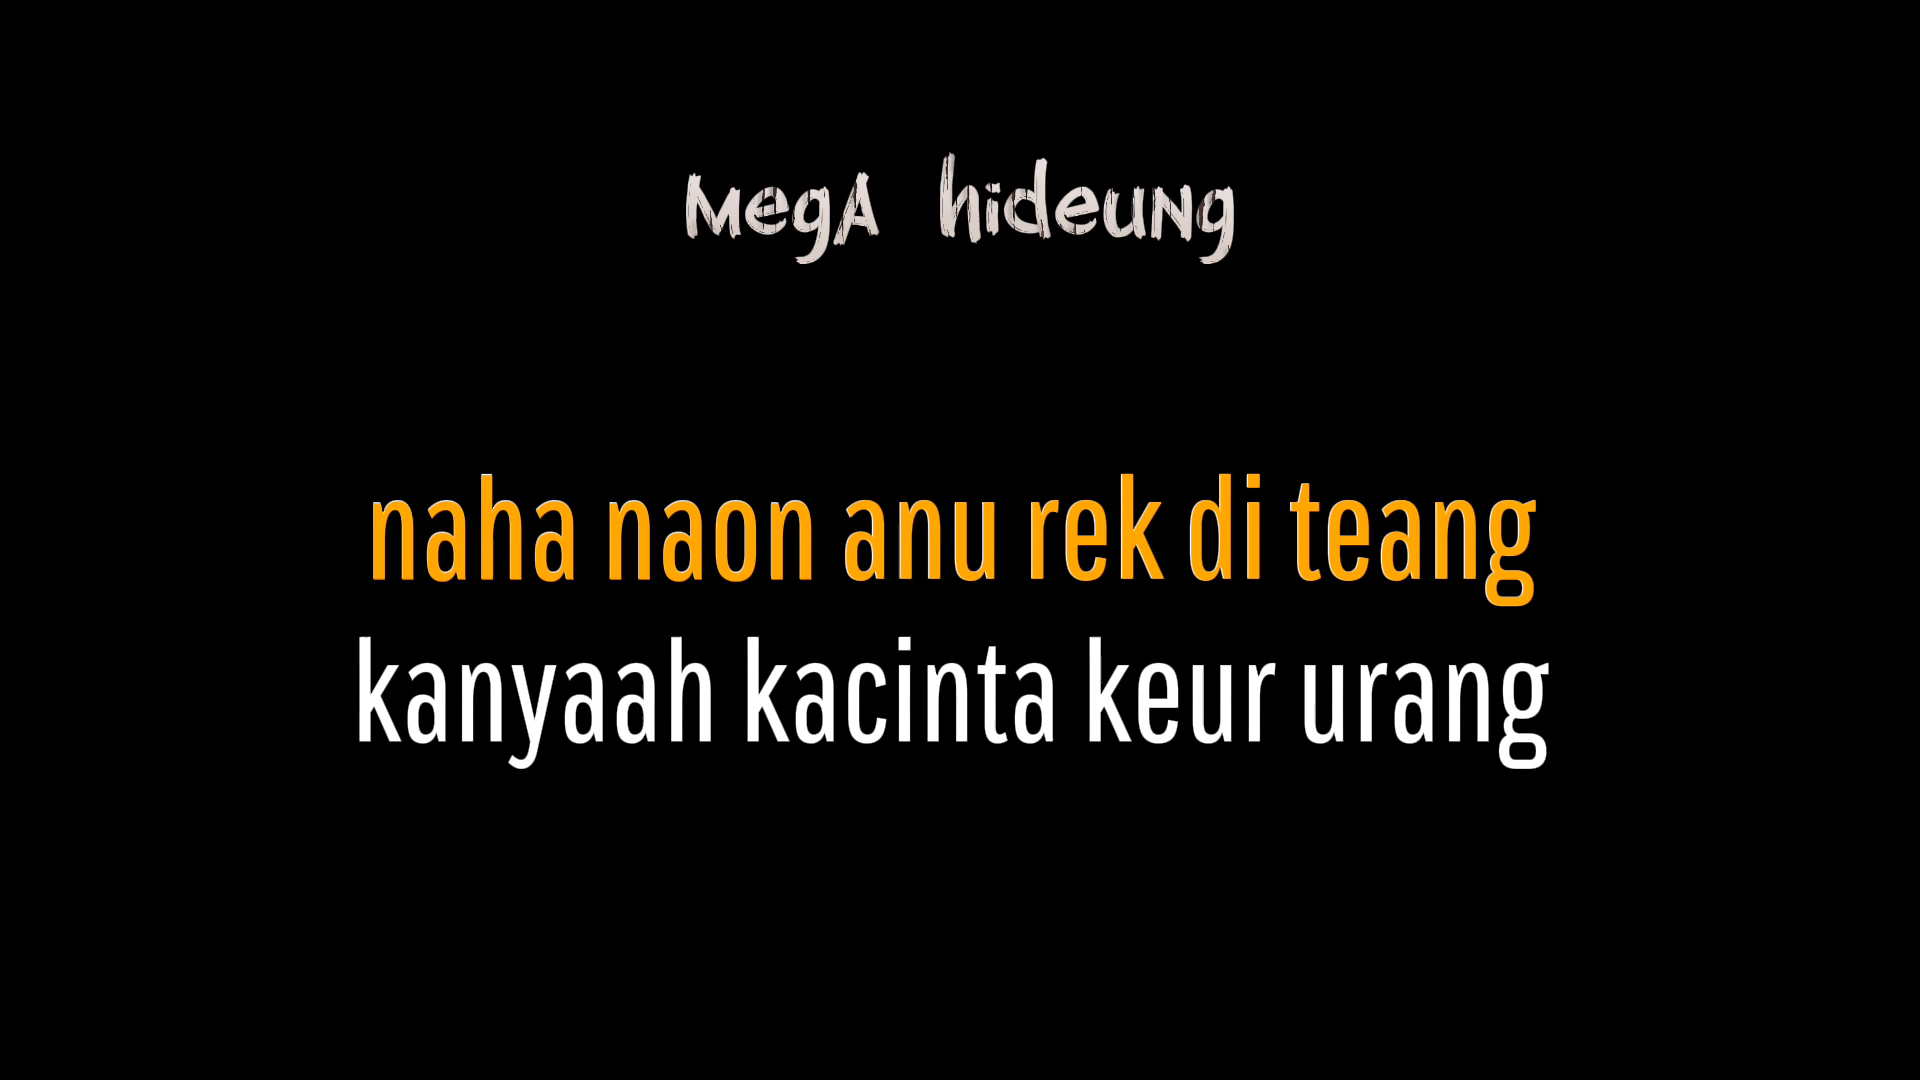 MegA hideung
naha naon anu rek di teang
kanyaah kacinta keur urang